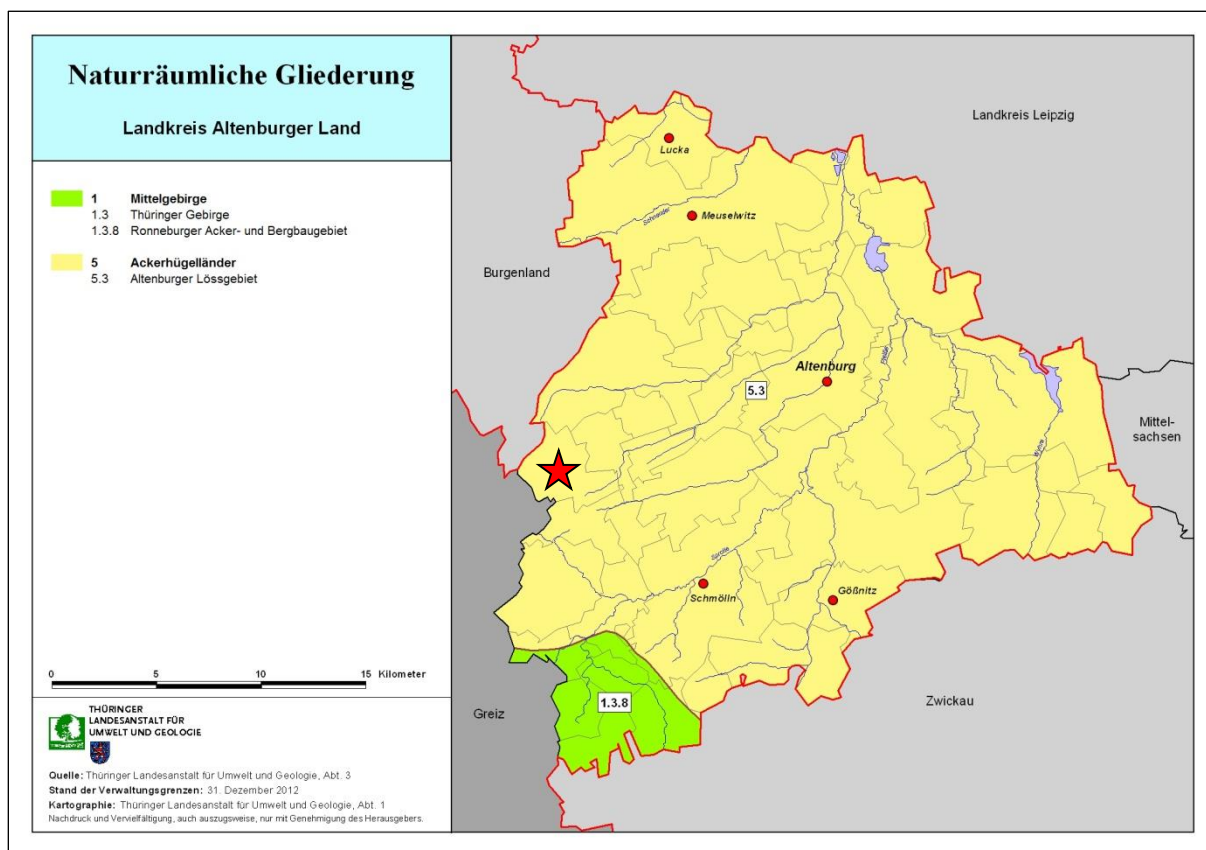 Naturräumliche Gliederung
Landkreis Altenburger Land
1 Mittelgebirge
1.3 Thüringer Gebirge
1.3.8 Ronneburger Acker- und Bergbaugebiet
5 Ackerhügelländer
5.3 Altenburger Lössgebiet
0 5 10 15 Kilometer
THÜRINGER
LANDESANSTALT FÜR
UMWELT UND GEOLOGIE
Quelle: Thüringer Landesanstalt für Umwelt und Geologie, Abt. 3
Stand der Verwaltungsgrenzen: 31. Dezember 2012
Kartographie: Thüringer Landesanstalt für Umwelt und Geologie, Abt. 1
Nachdruck und Vervielfältigung, auch auszugsweise, nur mit Genehmigung des Herausgebers.
Landkreis Leipzig
Lucka
Schnauder
Meuselwitz
Burgenland
Pleiße
Altenburg
5.3
Mittel-
sachsen
Wyhra
Sprotte
Schmölln
Gößnitz
1.3.8
Greiz
Zwickau